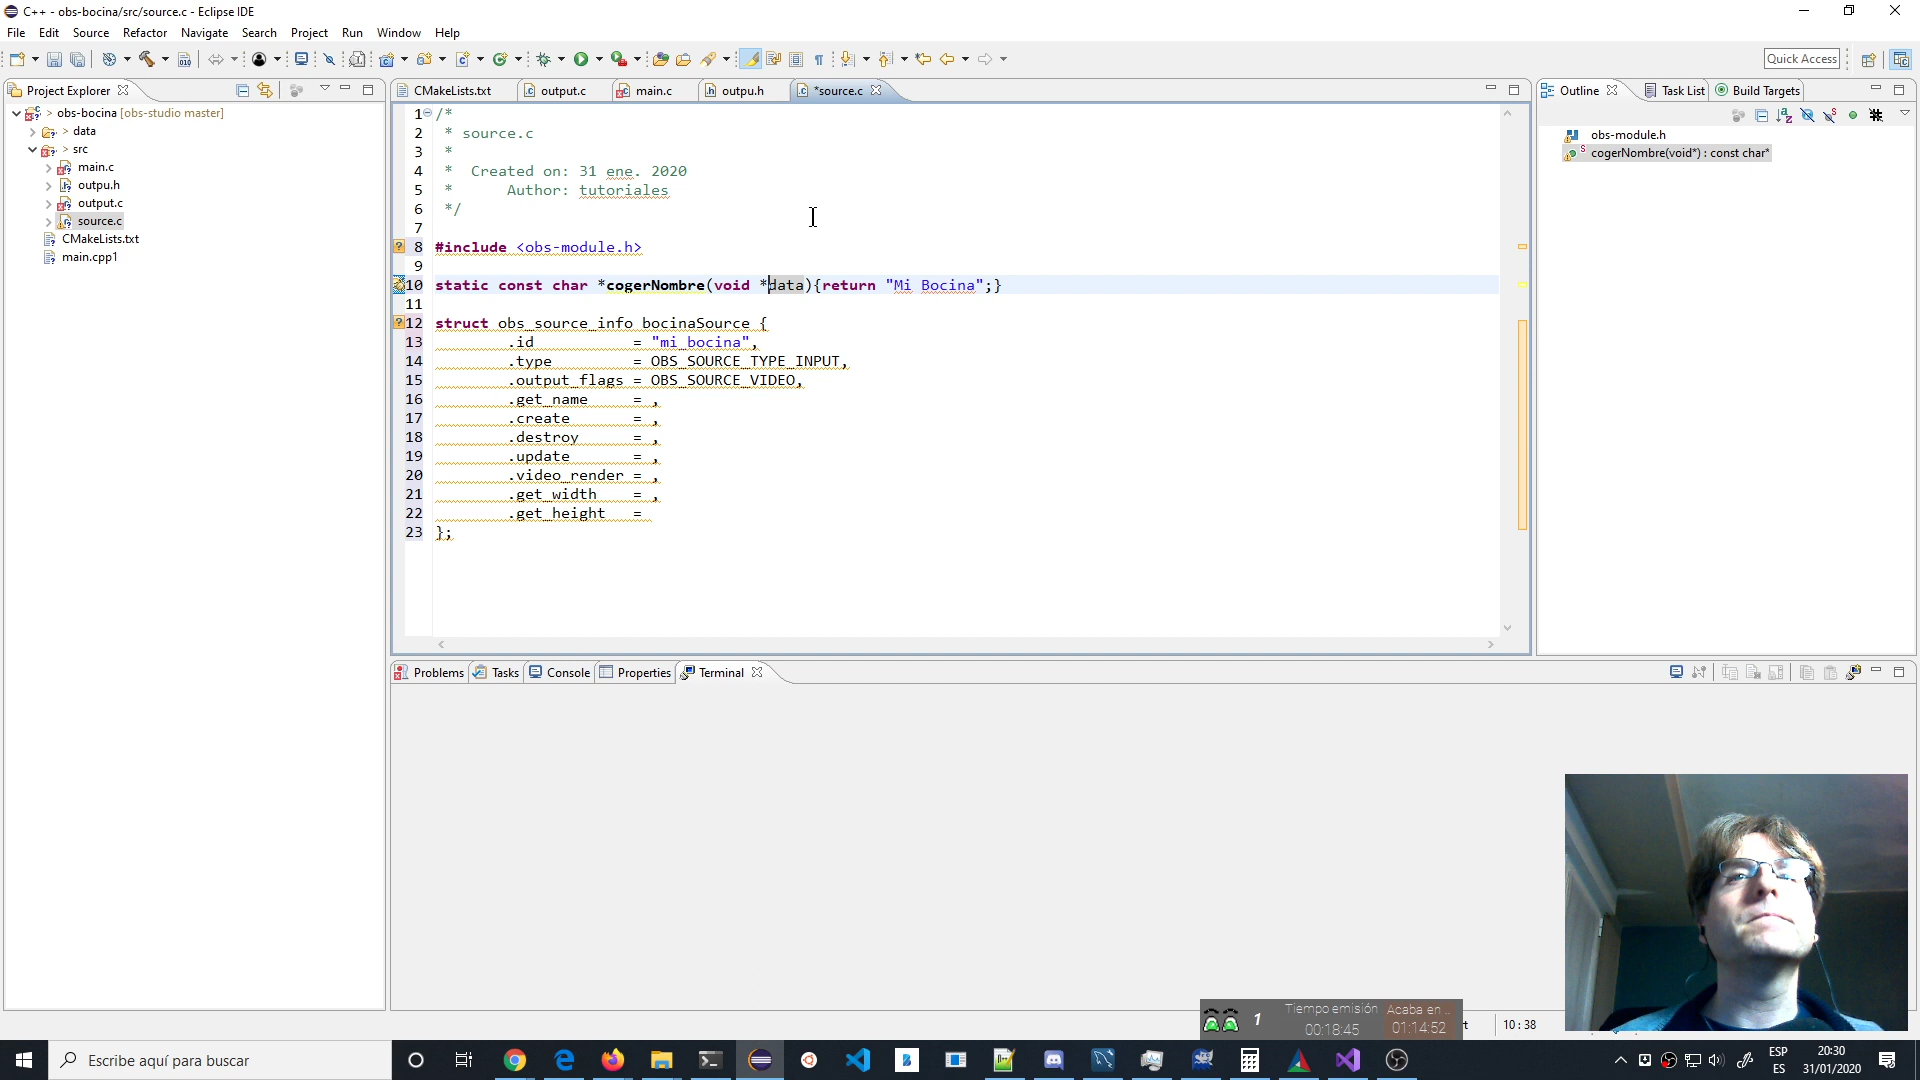 C++ - obs-bocina/src/source.c - Eclipse IDE
File Edit Source Refactor Navigate Search Project Run Window Help
Quick Access
Project Explorer
CMakeLists.txt
output.c
main.c
outpu.h
*source.c
Outline
Task List
Build Targets
> obs-bocina [obs-studio master]
> data
> src
main.c
outpu.h
output.c
source.c
CMakeLists.txt
main.cpp1
1 /*
2 * source.c
3 *
4 * Created on: 31 ene. 2020
5 * Author: tutoriales
6 */
7
8 #include <obs-module.h>
9
10 static const char *cogerNombre(void *data){return "Mi Bocina";}
11
12 struct obs_source_info bocinaSource {
13 .id = "mi_bocina",
14 .type = OBS_SOURCE_TYPE_INPUT,
15 .output_flags = OBS_SOURCE_VIDEO,
16 .get_name = ,
17 .create = ,
18 .destroy = ,
19 .update = ,
20 .video_render = ,
21 .get_width = ,
22 .get_height =
23 };
obs-module.h
cogerNombre(void*) : const char*
Problems Tasks Console Properties Terminal
1
Tiempo emisión
00:18:45
Acaba en ..
01:14:52
10 : 38
Escribe aquí para buscar
ESP
ES
20:30
31/01/2020